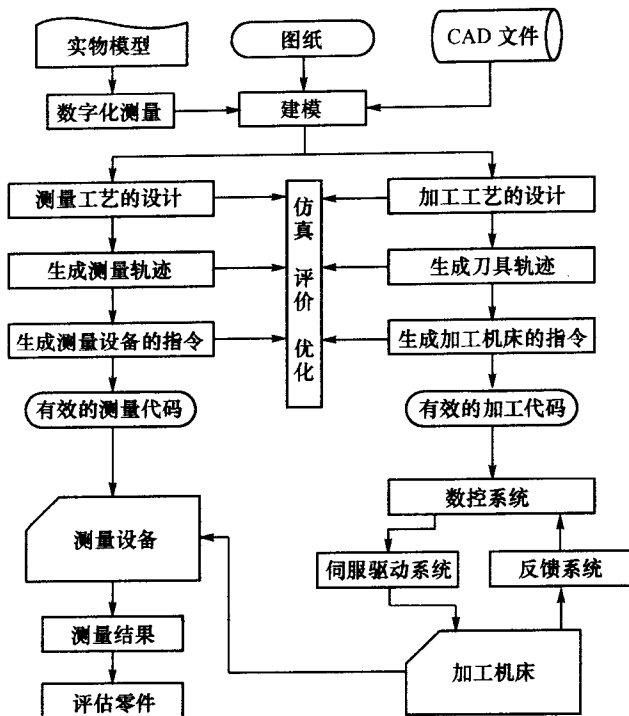 实物模型
图纸
CAD 文件
数字化测量
建模
测量工艺的设计
仿真 评价 优化
加工工艺的设计
生成测量轨迹
生成刀具轨迹
生成测量设备的指令
生成加工机床的指令
有效的测量代码
有效的加工代码
数控系统
测量设备
伺服驱动系统
反馈系统
测量结果
加工机床
评估零件